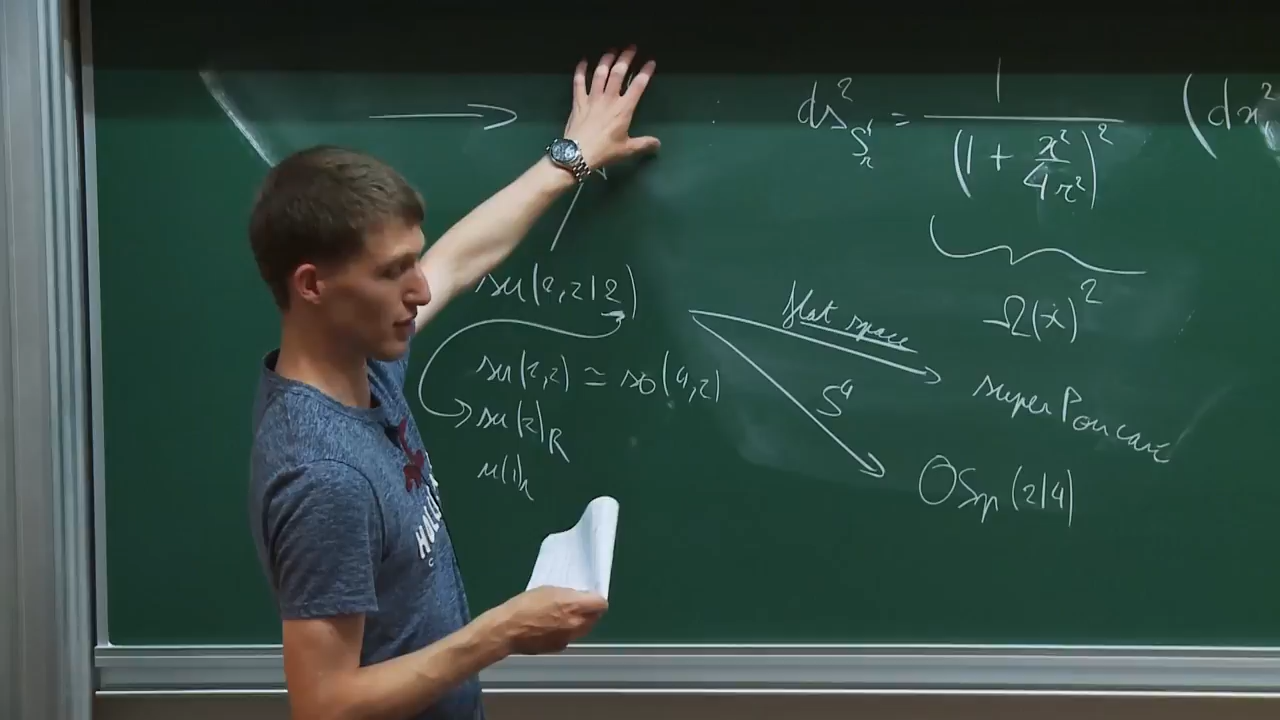 ds²_{S⁴_r} = 1 / (1 + x²/4r²)² (dx²
Ω(x)²
su(2,2|2)
flat space
su(2,2) ≃ so(4,2)
S⁴
super Poincaré
su(2)_R
u(1)_r
OSp(2|4)
HOLL
C